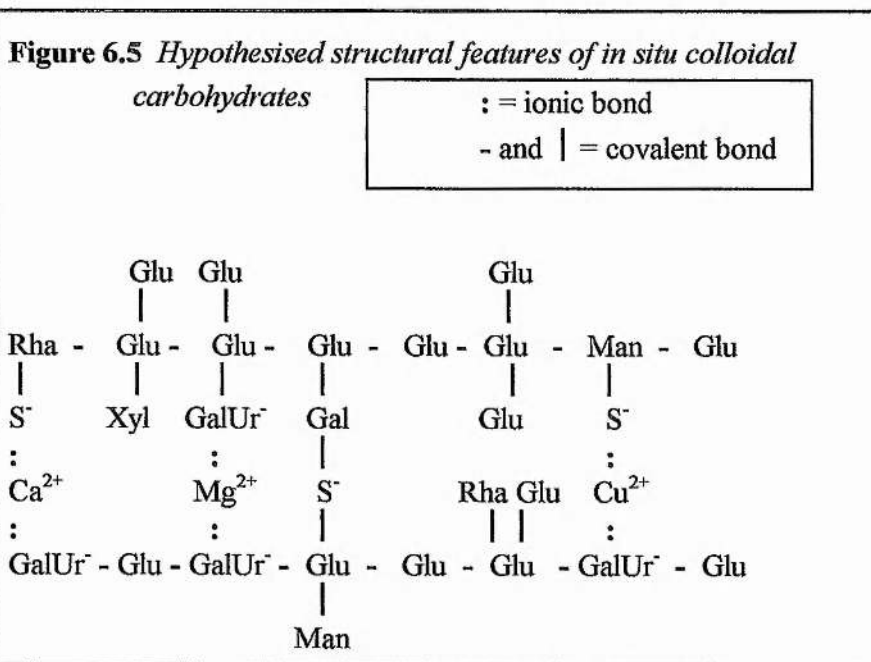 Figure 6.5 Hypothesised structural features of in situ colloidal
carbohydrates
: = ionic bond
- and | = covalent bond
Glu Glu Glu
| | |
Rha - Glu - Glu - Glu - Glu - Glu - Man - Glu
| | | | | |
S⁻ Xyl GalUr⁻ Gal Glu S⁻
: : | :
Ca²⁺ Mg²⁺ S⁻ Rha Glu Cu²⁺
: : | | | :
GalUr⁻ - Glu - GalUr⁻ - Glu - Glu - Glu - GalUr⁻ - Glu
|
Man